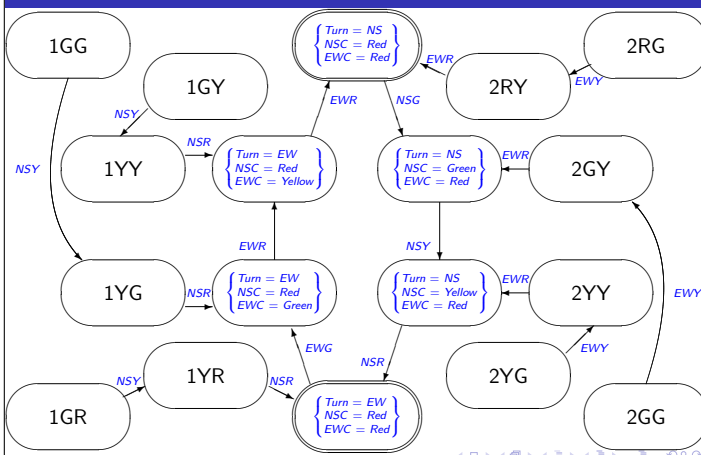 1GG
Turn = NS
NSC = Red
EWC = Red
2RG
EWR
2RY
EWY
1GY
EWR
NSG
NSY
NSR
1YY
Turn = EW
NSC = Red
EWC = Yellow
Turn = NS
NSC = Green
EWC = Red
EWR
2GY
NSY
EWR
NSY
1YG
NSR
Turn = EW
NSC = Red
EWC = Green
Turn = NS
NSC = Yellow
EWC = Red
EWR
2YY
EWY
EWG
NSR
EWY
1GR
NSY
1YR
NSR
Turn = EW
NSC = Red
EWC = Red
2YG
2GG